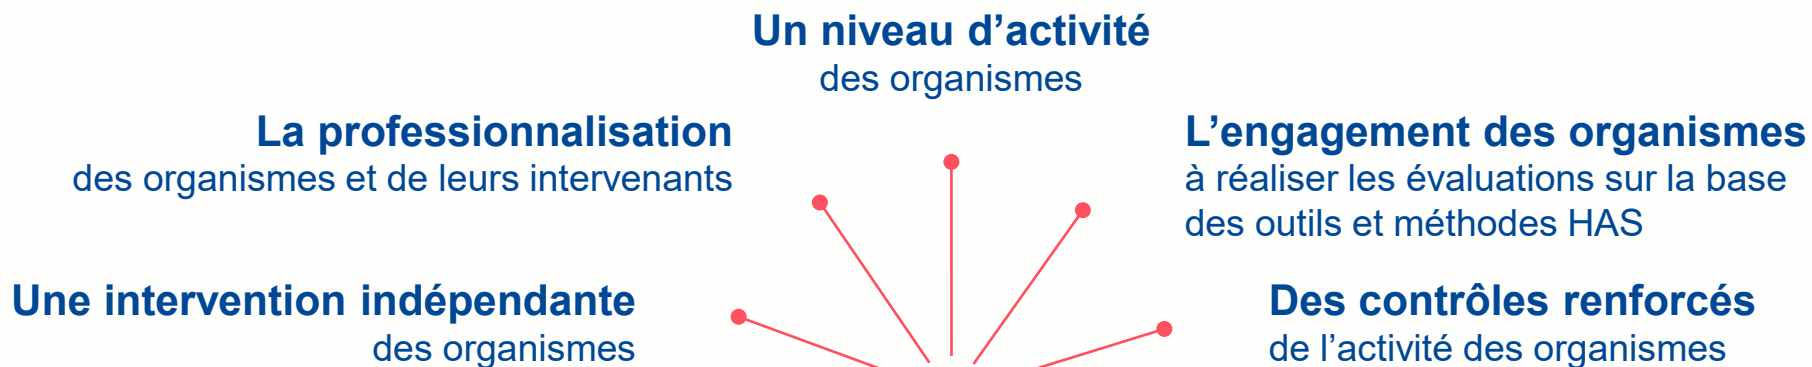 Un niveau d’activité
des organismes
La professionnalisation
des organismes et de leurs intervenants
L’engagement des organismes
à réaliser les évaluations sur la base
des outils et méthodes HAS
Une intervention indépendante
des organismes
Des contrôles renforcés
de l’activité des organismes